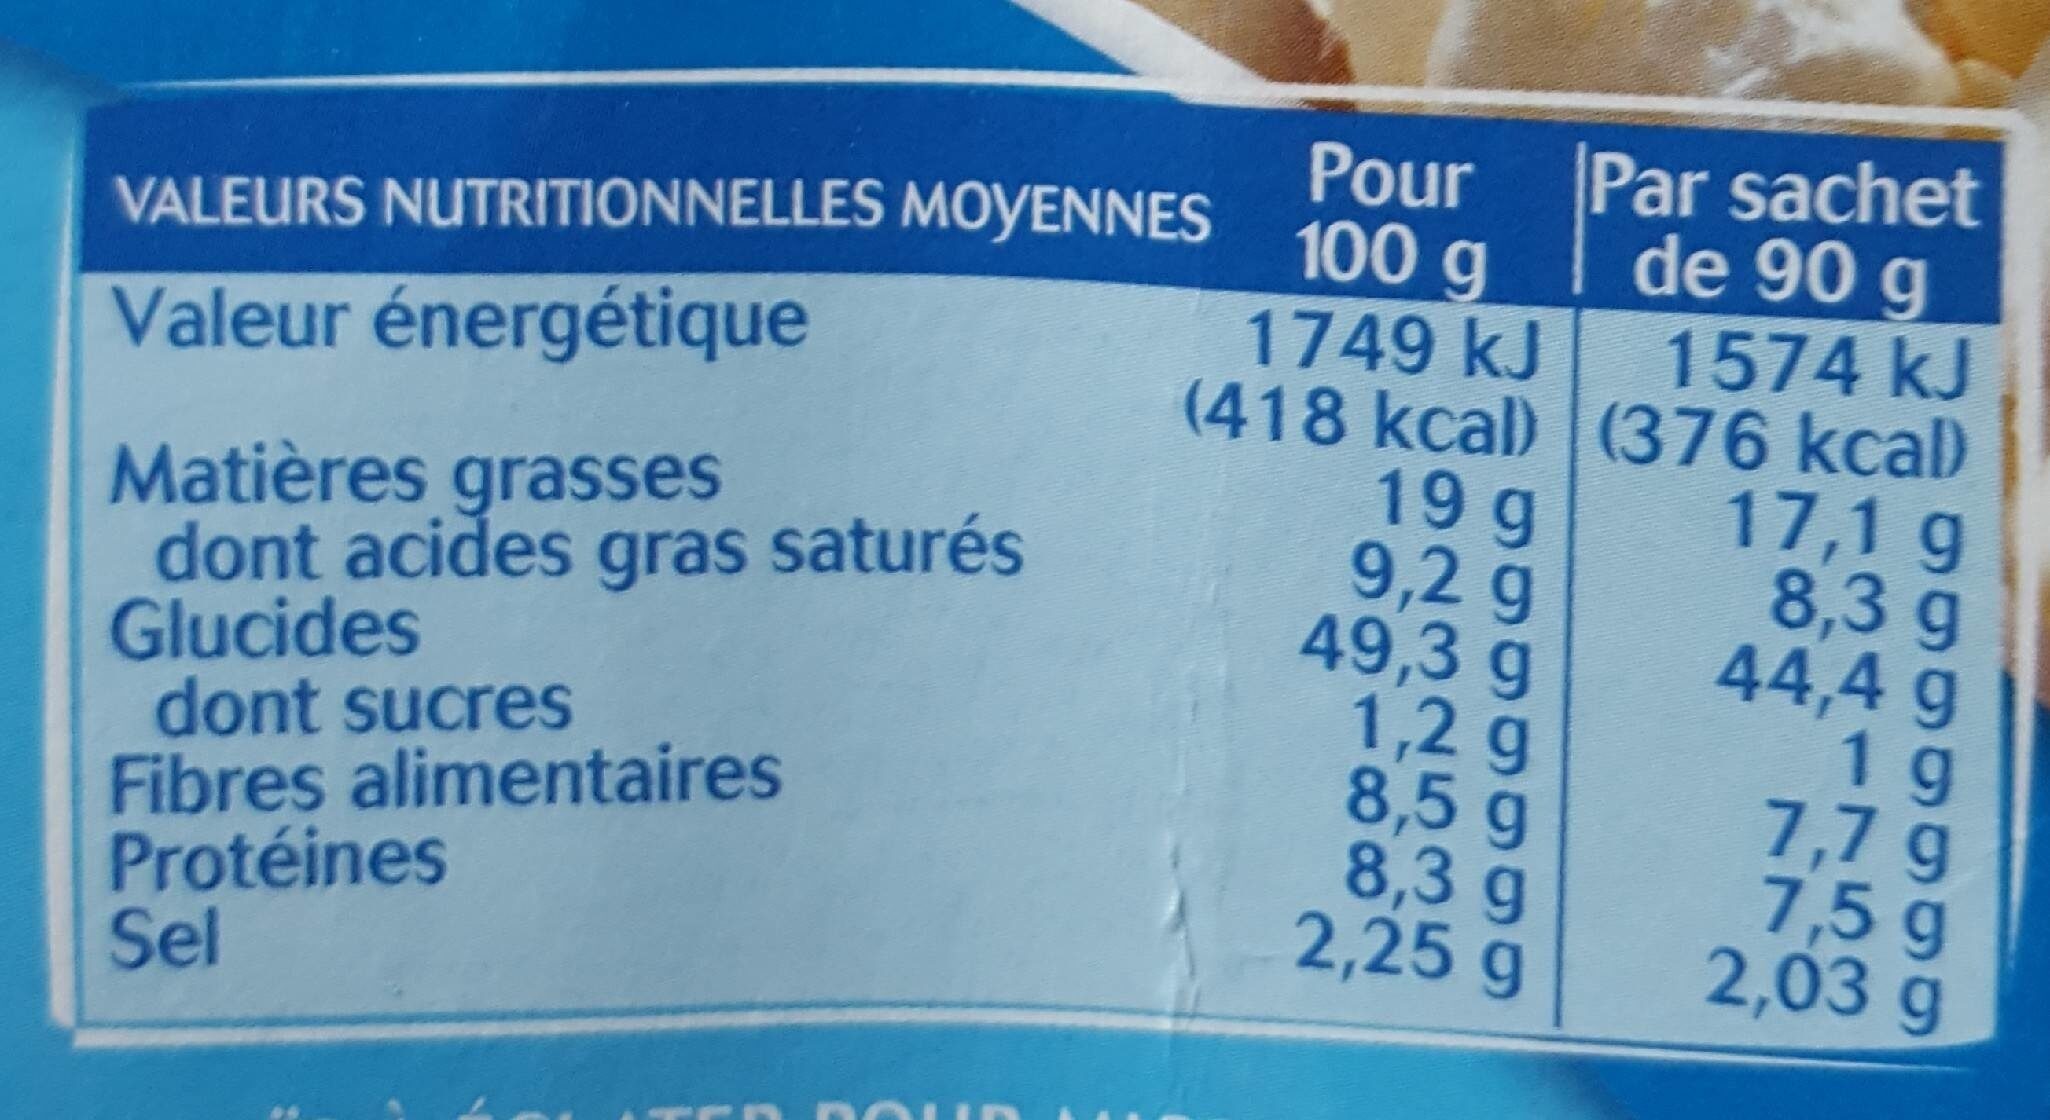 VALEURS NUTRITIONNELLES MOYENNES Pour 100 g Par sachet de 90 g
Valeur énergétique 1749 kJ 1574 kJ
(418 kcal) (376 kcal)
Matières grasses 19 g 17,1 g
dont acides gras saturés 9,2 g 8,3 g
Glucides 49,3 g 44,4 g
dont sucres 1,2 g 1 g
Fibres alimentaires 8,5 g 7,7 g
Protéines 8,3 g 7,5 g
Sel 2,25 g 2,03 g